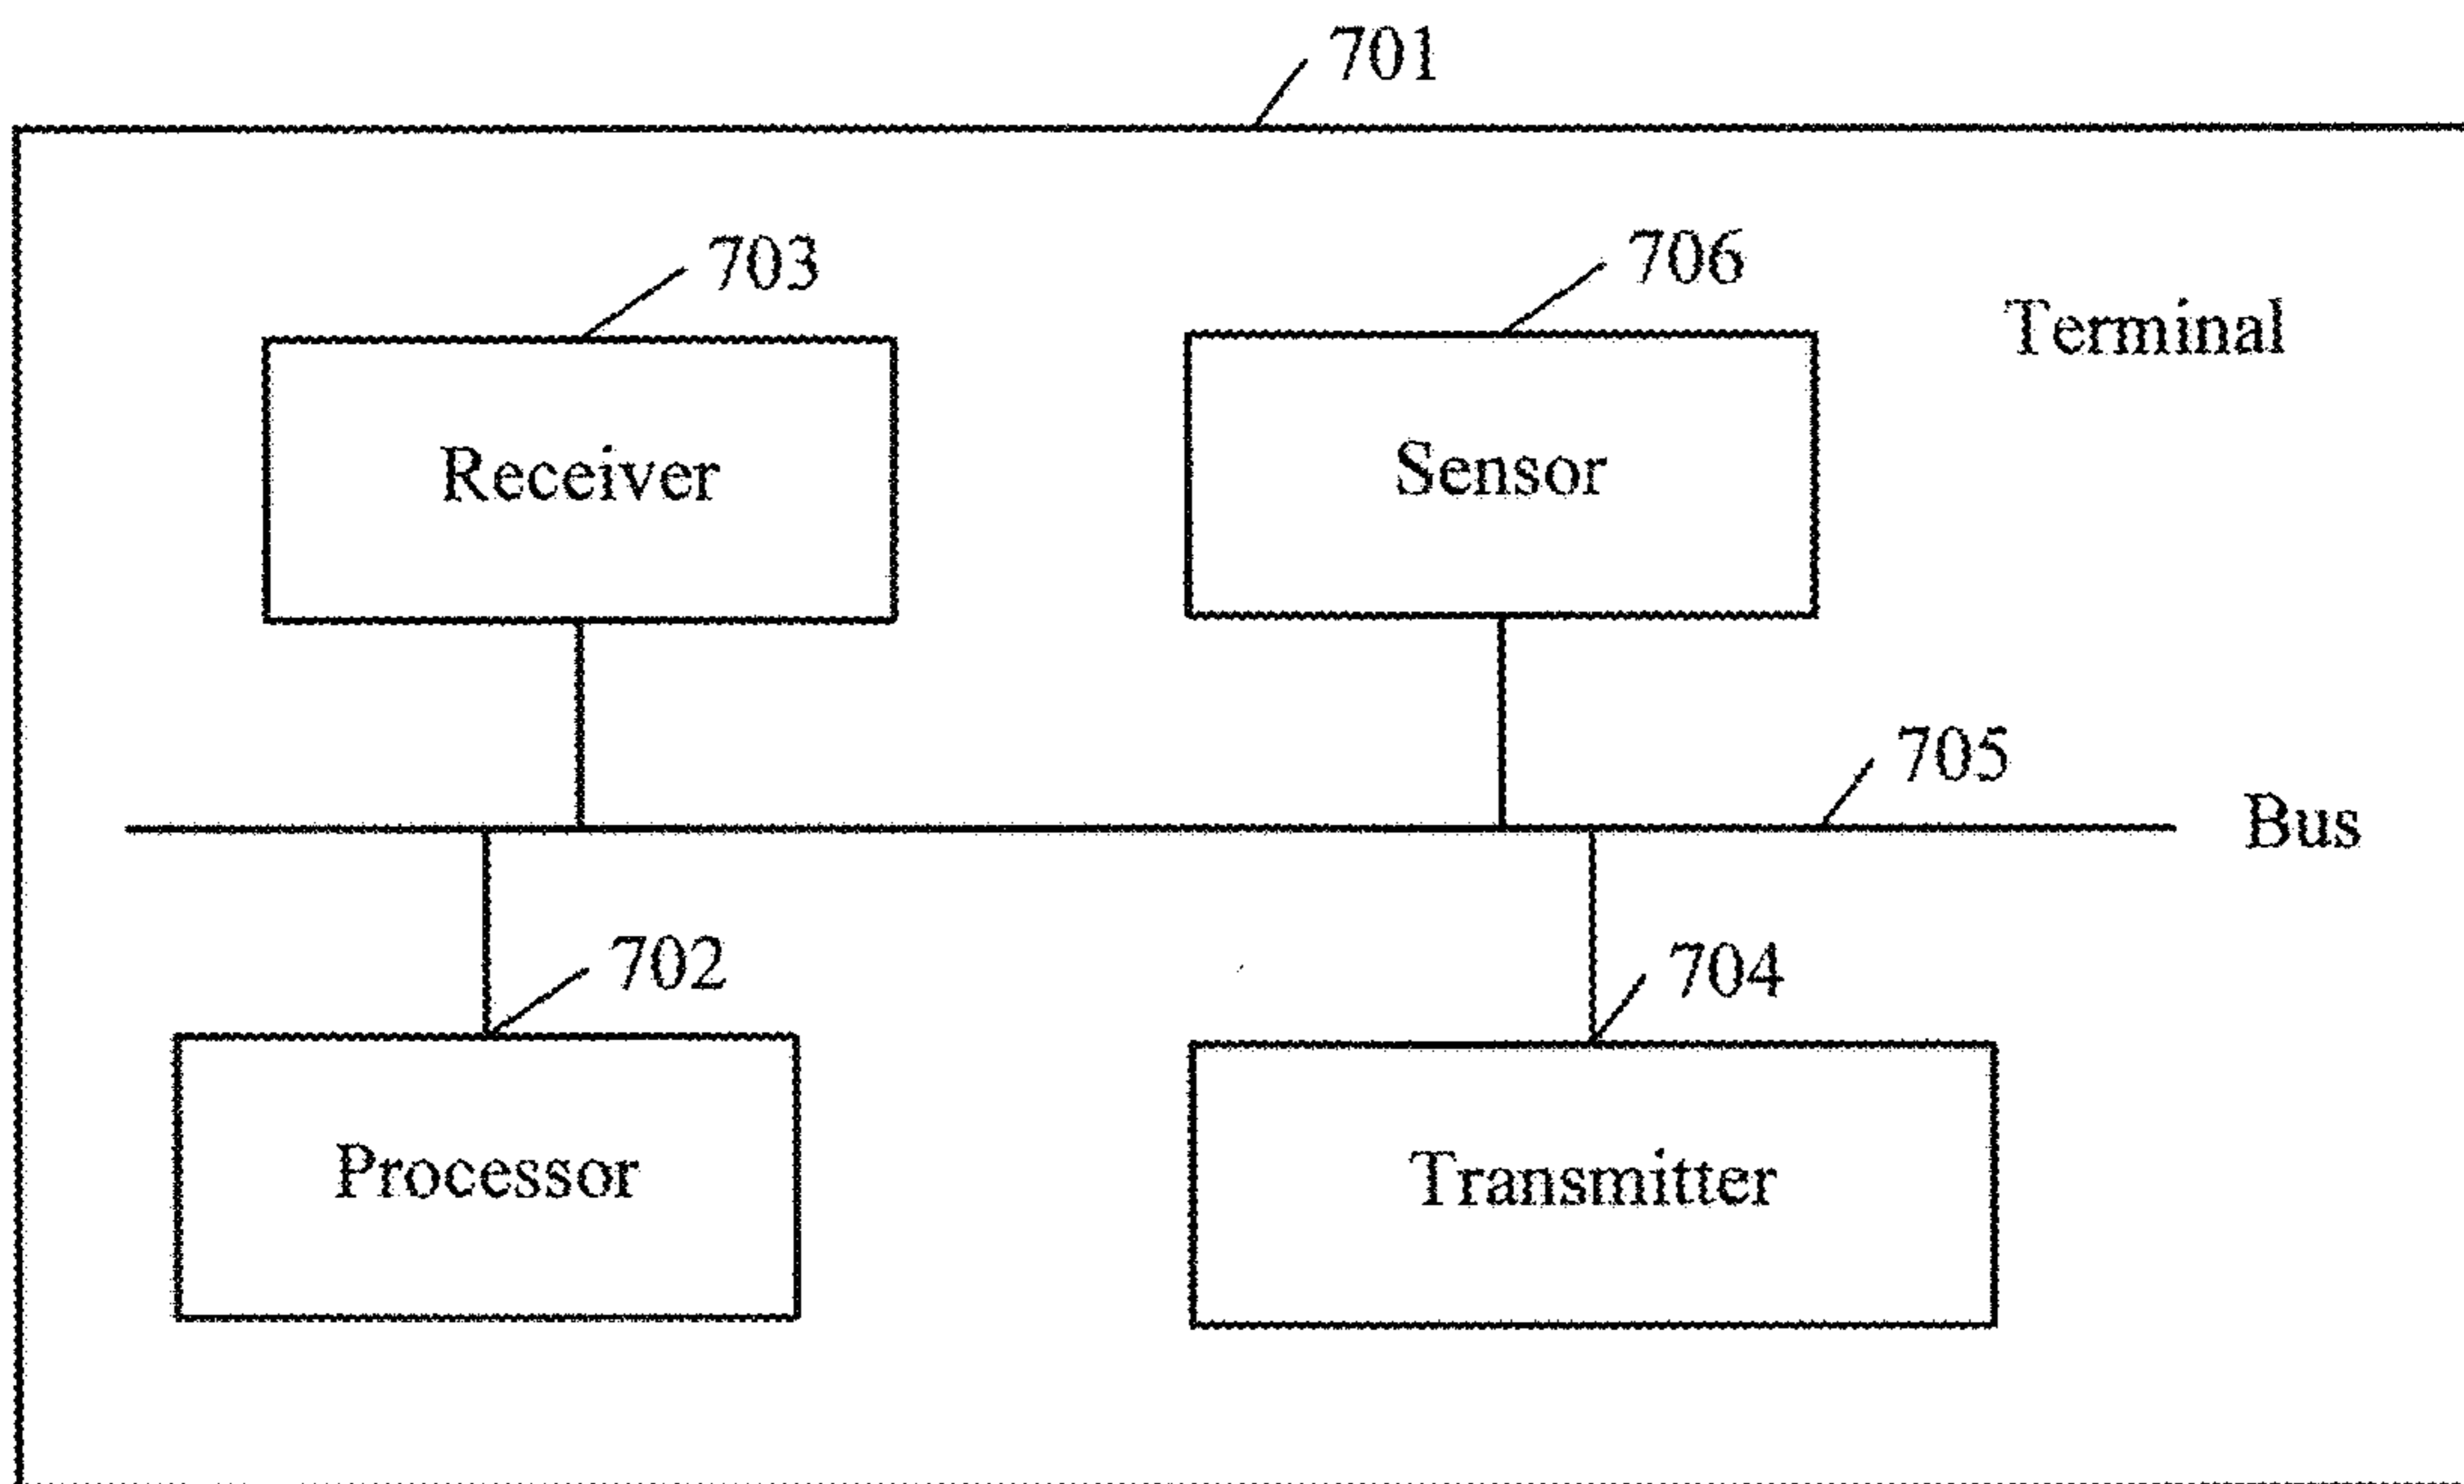 701
703
706
Terminal
Receiver
Sensor
705
Bus
702
704
Processor
Transmitter